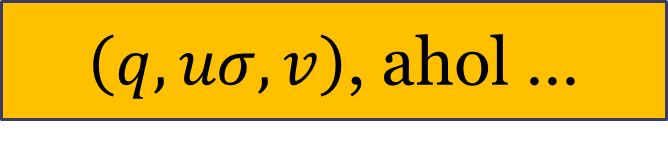 (𝑞, 𝑢𝜎, 𝑣), ahol …